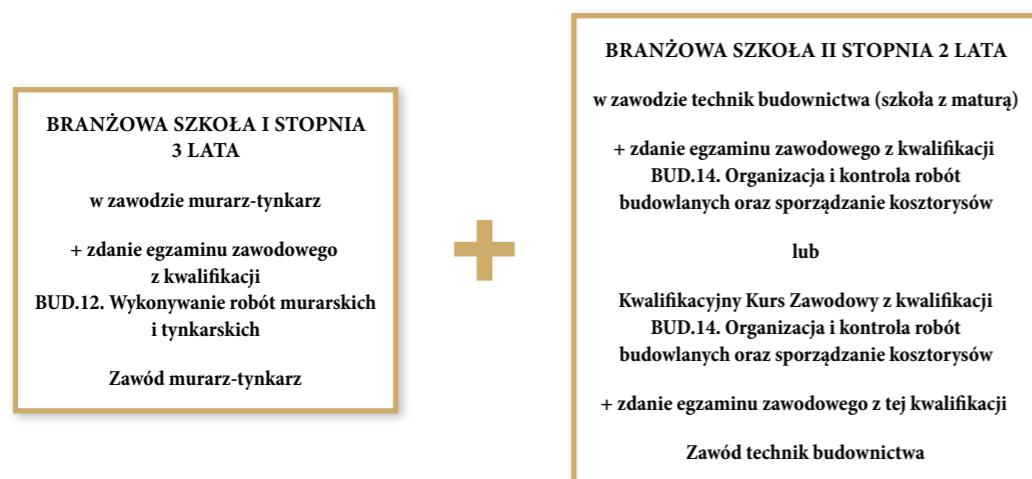 BRANŻOWA SZKOŁA I STOPNIA
3 LATA
w zawodzie murarz-tynkarz
+ zdanie egzaminu zawodowego
z kwalifikacji
BUD.12. Wykonywanie robót murarskich
i tynkarskich
Zawód murarz-tynkarz
+
BRANŻOWA SZKOŁA II STOPNIA 2 LATA
w zawodzie technik budownictwa (szkoła z maturą)
+ zdanie egzaminu zawodowego z kwalifikacji
BUD.14. Organizacja i kontrola robót
budowlanych oraz sporządzanie kosztorysów
lub
Kwalifikacyjny Kurs Zawodowy z kwalifikacji
BUD.14. Organizacja i kontrola robót
budowlanych oraz sporządzanie kosztorysów
+ zdanie egzaminu zawodowego z tej kwalifikacji
Zawód technik budownictwa